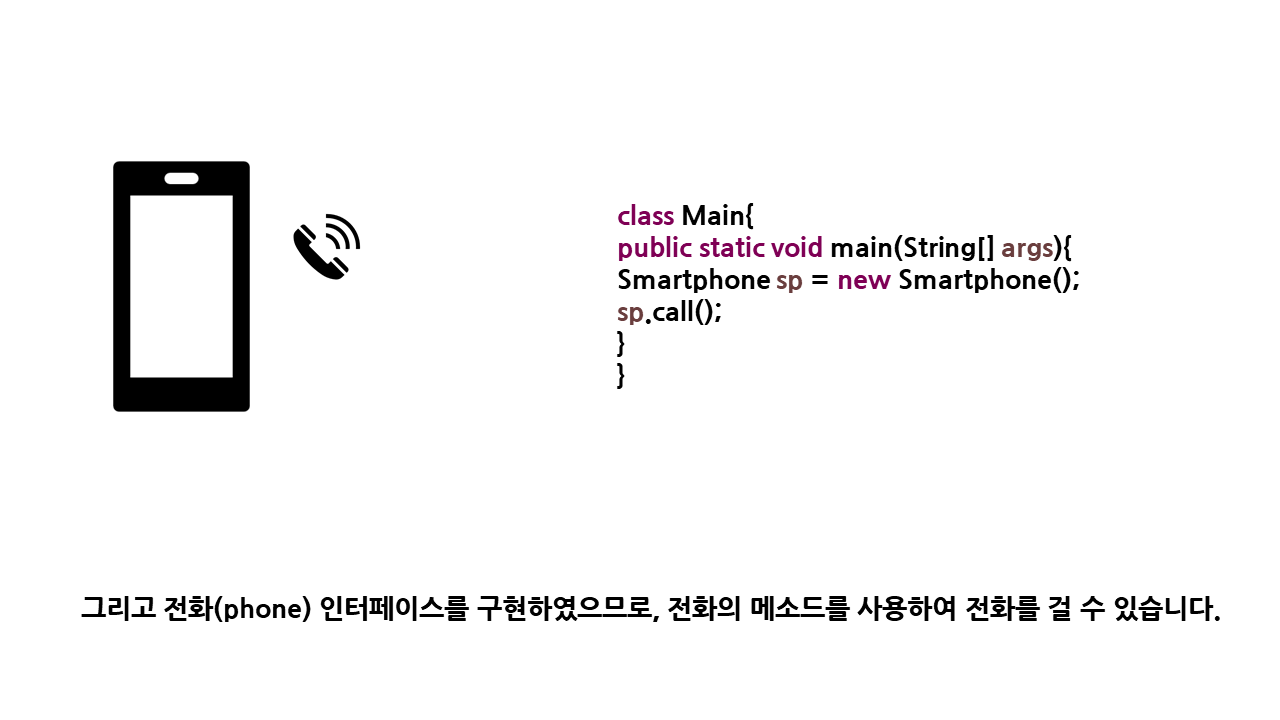 class Main{
public static void main(String[] args){
Smartphone sp = new Smartphone();
sp.call();
}
}
그리고 전화(phone) 인터페이스를 구현하였으므로, 전화의 메소드를 사용하여 전화를 걸 수 있습니다.